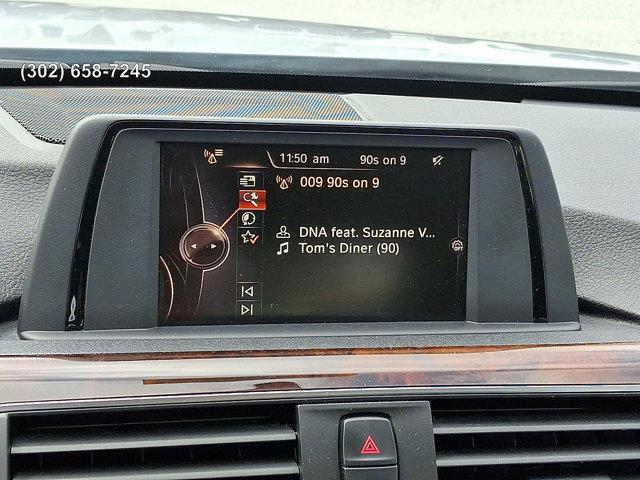 (302) 658-7245
11:50 am 90s on 9
009 90s on 9
DNA feat. Suzanne V...
Tom's Diner (90)